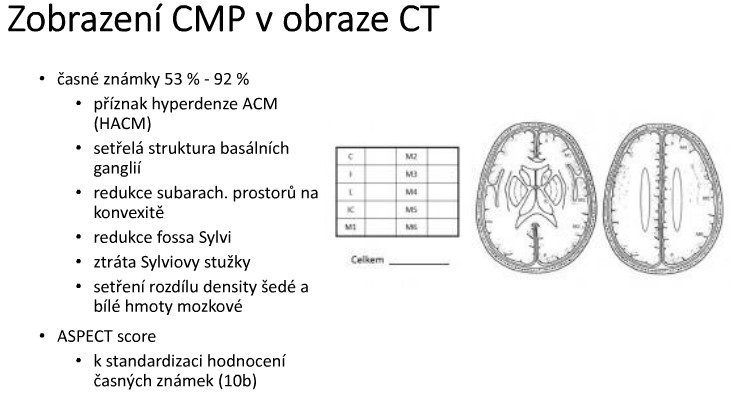 Zobrazení CMP v obraze CT
• časné známky 53 % - 92 %
• příznak hyperdenze ACM
(HACM)
• setřelá struktura basálních
ganglií
• redukce subarach. prostorů na
konvexitě
• redukce fossa Sylvi
• ztráta Sylviovy stužky
• setření rozdílu density šedé a
bílé hmoty mozkové
• ASPECT score
• k standardizaci hodnocení
časných známek (10b)
C M2
I M3
L M4
IC M5
M1 M6
Celkem __________